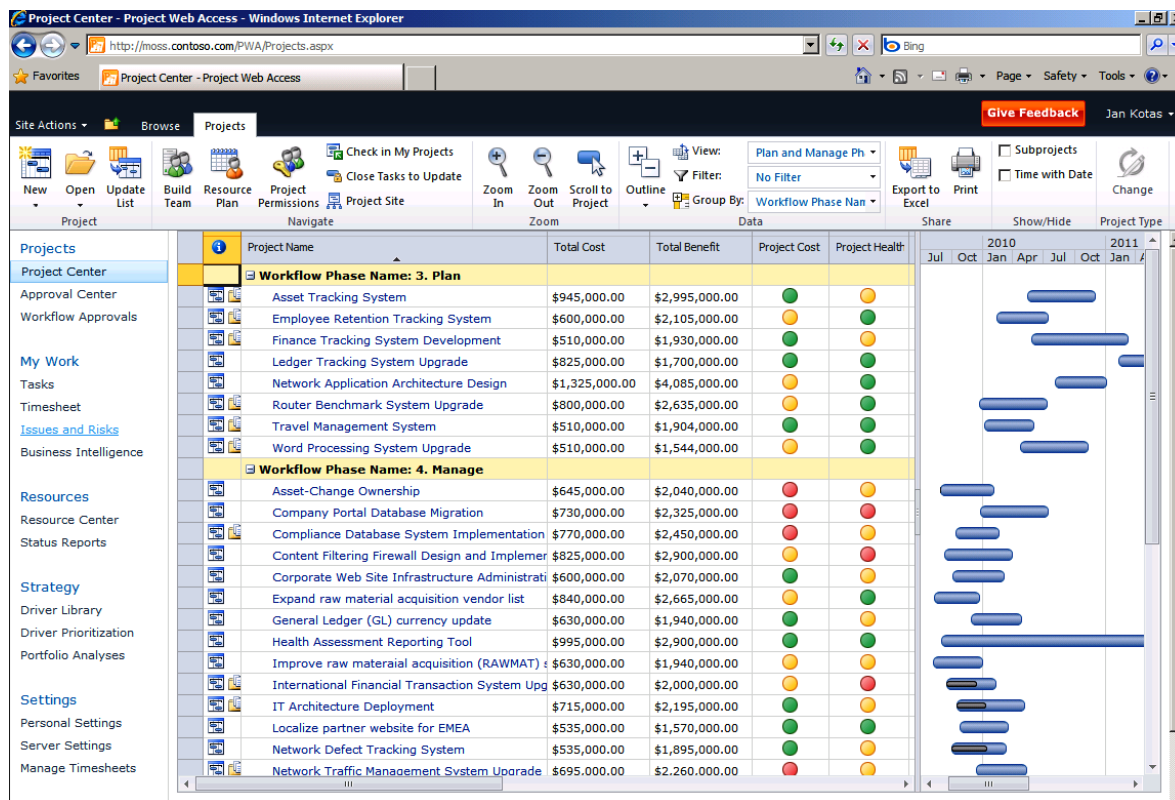 Project Center - Project Web Access - Windows Internet Explorer
http://moss.contoso.com/PWA/Projects.aspx
Bing
Favorites
Project Center - Project Web Access
Page
Safety
Tools
Site Actions
Browse
Projects
Give Feedback
Jan Kotas
New
Open
Update List
Project
Build Team
Resource Plan
Project Permissions
Check in My Projects
Close Tasks to Update
Project Site
Navigate
Zoom In
Zoom Out
Scroll to Project
Zoom
Outline
View: Plan and Manage Ph
Filter: No Filter
Group By: Workflow Phase Nan
Data
Export to Excel
Print
Share
Subprojects
Time with Date
Show/Hide
Change
Project Type
Projects
Project Center
Approval Center
Workflow Approvals
My Work
Tasks
Timesheet
Issues and Risks
Business Intelligence
Resources
Resource Center
Status Reports
Strategy
Driver Library
Driver Prioritization
Portfolio Analyses
Settings
Personal Settings
Server Settings
Manage Timesheets
Project Name Total Cost Total Benefit Project Cost Project Health
2010 2011
Jul Oct Jan Apr Jul Oct Jan
Workflow Phase Name: 3. Plan
Asset Tracking System $945,000.00 $2,995,000.00
Employee Retention Tracking System $600,000.00 $2,105,000.00
Finance Tracking System Development $510,000.00 $1,930,000.00
Ledger Tracking System Upgrade $825,000.00 $1,700,000.00
Network Application Architecture Design $1,325,000.00 $4,085,000.00
Router Benchmark System Upgrade $800,000.00 $2,635,000.00
Travel Management System $510,000.00 $1,904,000.00
Word Processing System Upgrade $510,000.00 $1,544,000.00
Workflow Phase Name: 4. Manage
Asset-Change Ownership $645,000.00 $2,040,000.00
Company Portal Database Migration $730,000.00 $2,325,000.00
Compliance Database System Implementation $770,000.00 $2,450,000.00
Content Filtering Firewall Design and Implemer $825,000.00 $2,900,000.00
Corporate Web Site Infrastructure Administrati $600,000.00 $2,070,000.00
Expand raw material acquisition vendor list $840,000.00 $2,665,000.00
General Ledger (GL) currency update $630,000.00 $1,940,000.00
Health Assessment Reporting Tool $995,000.00 $2,900,000.00
Improve raw mateiaial acquisition (RAWMAT) s $630,000.00 $1,940,000.00
International Financial Transaction System Upg $630,000.00 $2,000,000.00
IT Architecture Deployment $715,000.00 $2,195,000.00
Localize partner website for EMEA $535,000.00 $1,570,000.00
Network Defect Tracking System $535,000.00 $1,895,000.00
Network Traffic Management System Upgrade $695,000.00 $2,260,000.00